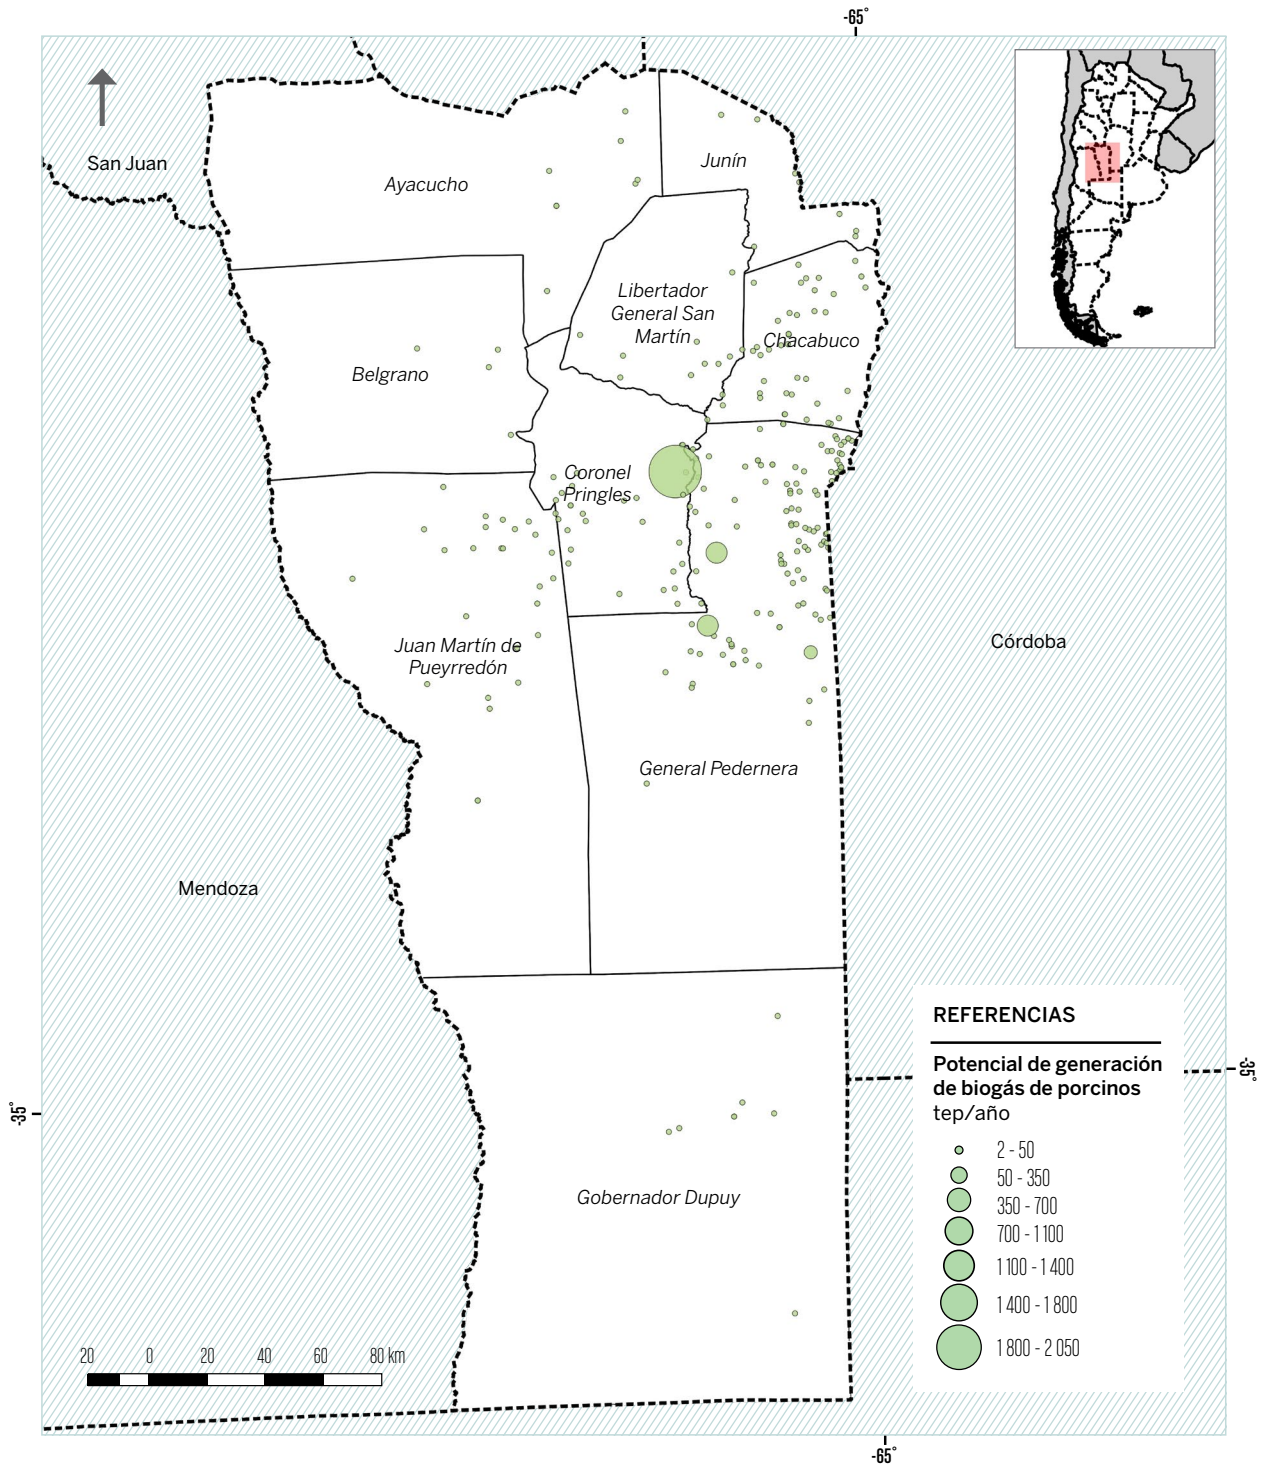 -65°
San Juan
Ayacucho
Junín
Libertador
General San
Martín
Chacabuco
Belgrano
Coronel
Pringles
Juan Martín de
Pueyrredón
Córdoba
General Pedernera
Mendoza
-35°
-35°
Gobernador Dupuy
REFERENCIAS
Potencial de generación
de biogás de porcinos
tep/año
2 - 50
50 - 350
350 - 700
700 - 1 100
1 100 - 1 400
1 400 - 1 800
1 800 - 2 050
20 0 20 40 60 80 km
-65°